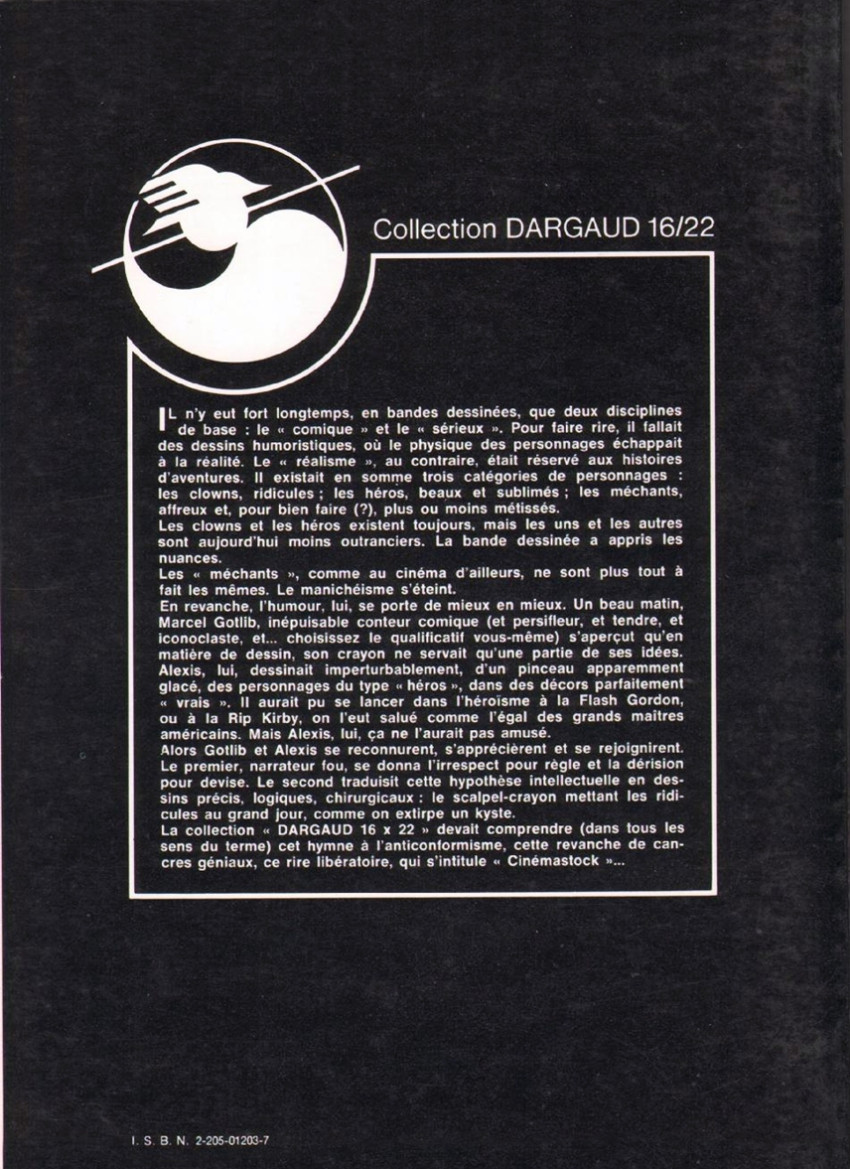 Collection DARGAUD 16/22
IL n'y eut fort longtemps, en bandes dessinées, que deux disciplines
de base : le « comique » et le « sérieux ». Pour faire rire, il fallait
des dessins humoristiques, où le physique des personnages échappait
à la réalité. Le « réalisme », au contraire, était réservé aux histoires
d'aventures. Il existait en somme trois catégories de personnages :
les clowns, ridicules ; les héros, beaux et sublimés ; les méchants,
affreux et, pour bien faire (?), plus ou moins métissés.
Les clowns et les héros existent toujours, mais les uns et les autres
sont aujourd'hui moins outranciers. La bande dessinée a appris les
nuances.
Les « méchants », comme au cinéma d'ailleurs, ne sont plus tout à
fait les mêmes. Le manichéisme s'éteint.
En revanche, l'humour, lui, se porte de mieux en mieux. Un beau matin,
Marcel Gotlib, inépuisable conteur comique (et persifleur, et tendre, et
iconoclaste, et... choisissez le qualificatif vous-même) s'aperçut qu'en
matière de dessin, son crayon ne servait qu'une partie de ses idées.
Alexis, lui, dessinait imperturbablement, d'un pinceau apparemment
glacé, des personnages du type « héros », dans des décors parfaitement
« vrais ». Il aurait pu se lancer dans l'héroïsme à la Flash Gordon,
ou à la Rip Kirby, on l'eut salué comme l'égal des grands maîtres
américains. Mais Alexis, lui, ça ne l'aurait pas amusé.
Alors Gotlib et Alexis se reconnurent, s'apprécièrent et se rejoignirent.
Le premier, narrateur fou, se donna l'irrespect pour règle et la dérision
pour devise. Le second traduisit cette hypothèse intellectuelle en des-
sins précis, logiques, chirurgicaux : le scalpel-crayon mettant les ridi-
cules au grand jour, comme on extirpe un kyste.
La collection « DARGAUD 16 x 22 » devait comprendre (dans tous les
sens du terme) cet hymne à l'anticonformisme, cette revanche de can-
cres géniaux, ce rire libératoire, qui s'intitule « Cinémastock »...
I. S. B. N. 2-205-01203-7